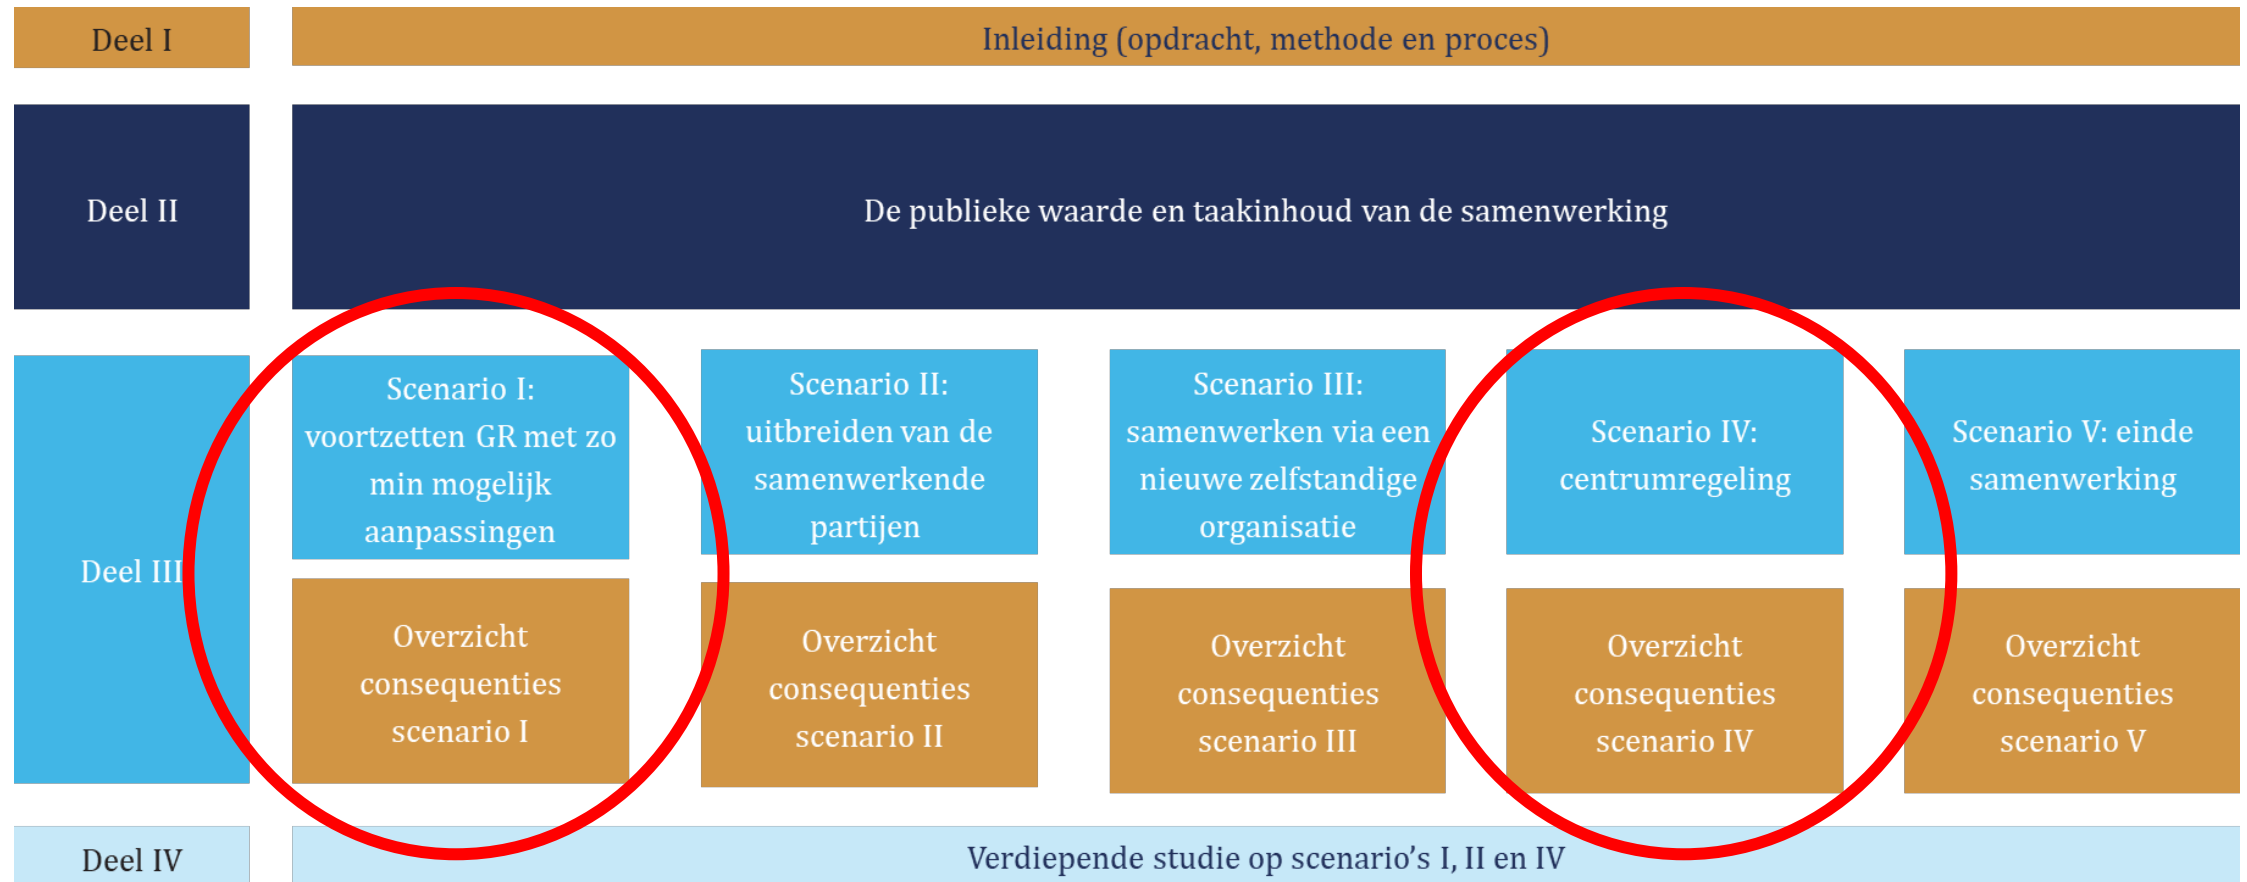 Deel I
Inleiding (opdracht, methode en proces)
Deel II
De publieke waarde en taakinhoud van de samenwerking
Deel III
Scenario I:
voortzetten GR met zo
min mogelijk
aanpassingen
Scenario II:
uitbreiden van de
samenwerkende
partijen
Scenario III:
samenwerken via een
nieuwe zelfstandige
organisatie
Scenario IV:
centrumregeling
Scenario V: einde
samenwerking
Overzicht
consequenties
scenario I
Overzicht
consequenties
scenario II
Overzicht
consequenties
scenario III
Overzicht
consequenties
scenario IV
Overzicht
consequenties
scenario V
Deel IV
Verdiepende studie op scenario’s I, II en IV